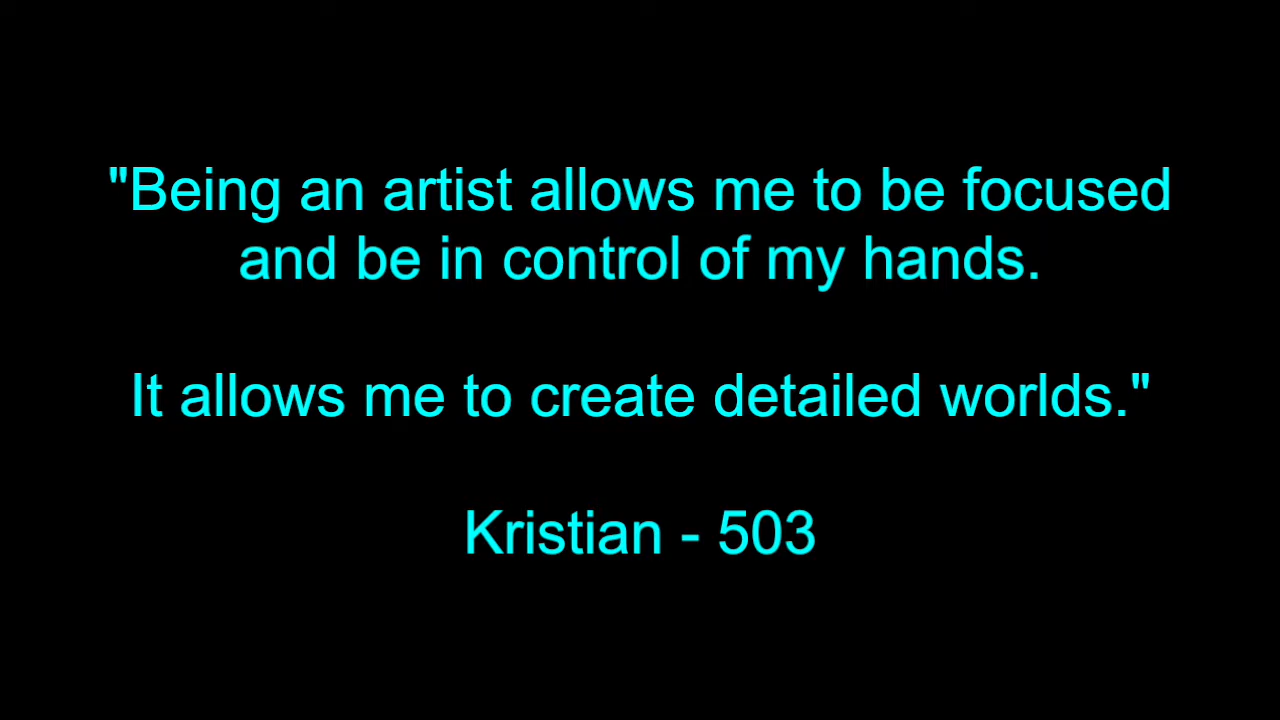 "Being an artist allows me to be focused
and be in control of my hands.
It allows me to create detailed worlds."
Kristian - 503